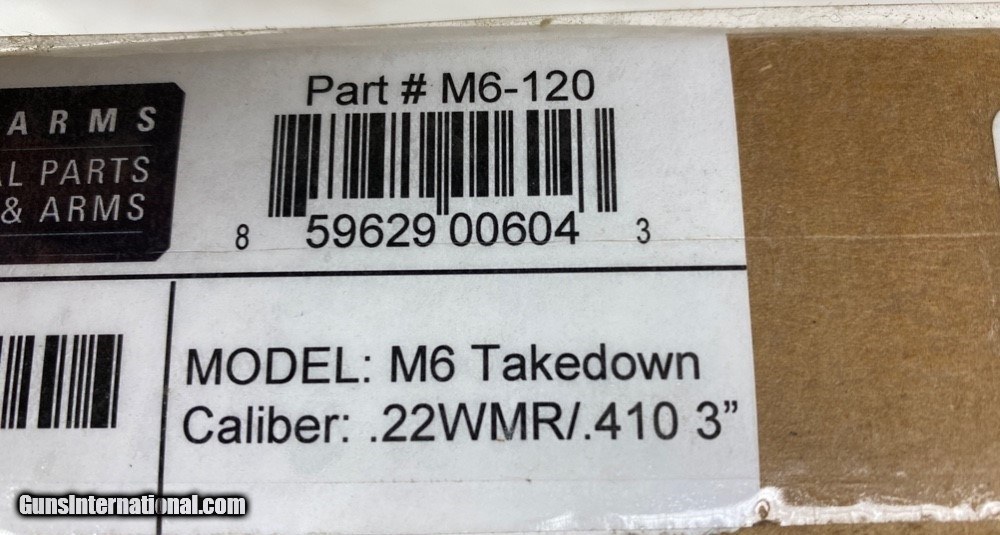 ARMS
PARTS
& ARMS
Part # M6-120
8 59629 00604 3
MODEL: M6 Takedown
Caliber: .22WMR/.410 3”
GunsInternational.com